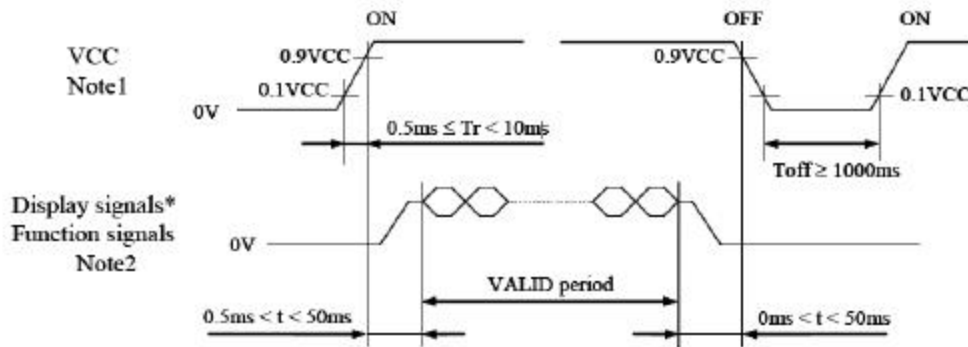 ON
OFF
ON
VCC
Note1
0.9VCC
0.9VCC
0.1VCC
0.1VCC
0V
0.5ms ≤ Tr < 10ms
Toff ≥ 1000ms
Display signals*
Function signals
Note2
0V
VALID period
0.5ms < t < 50ms
0ms < t < 50ms